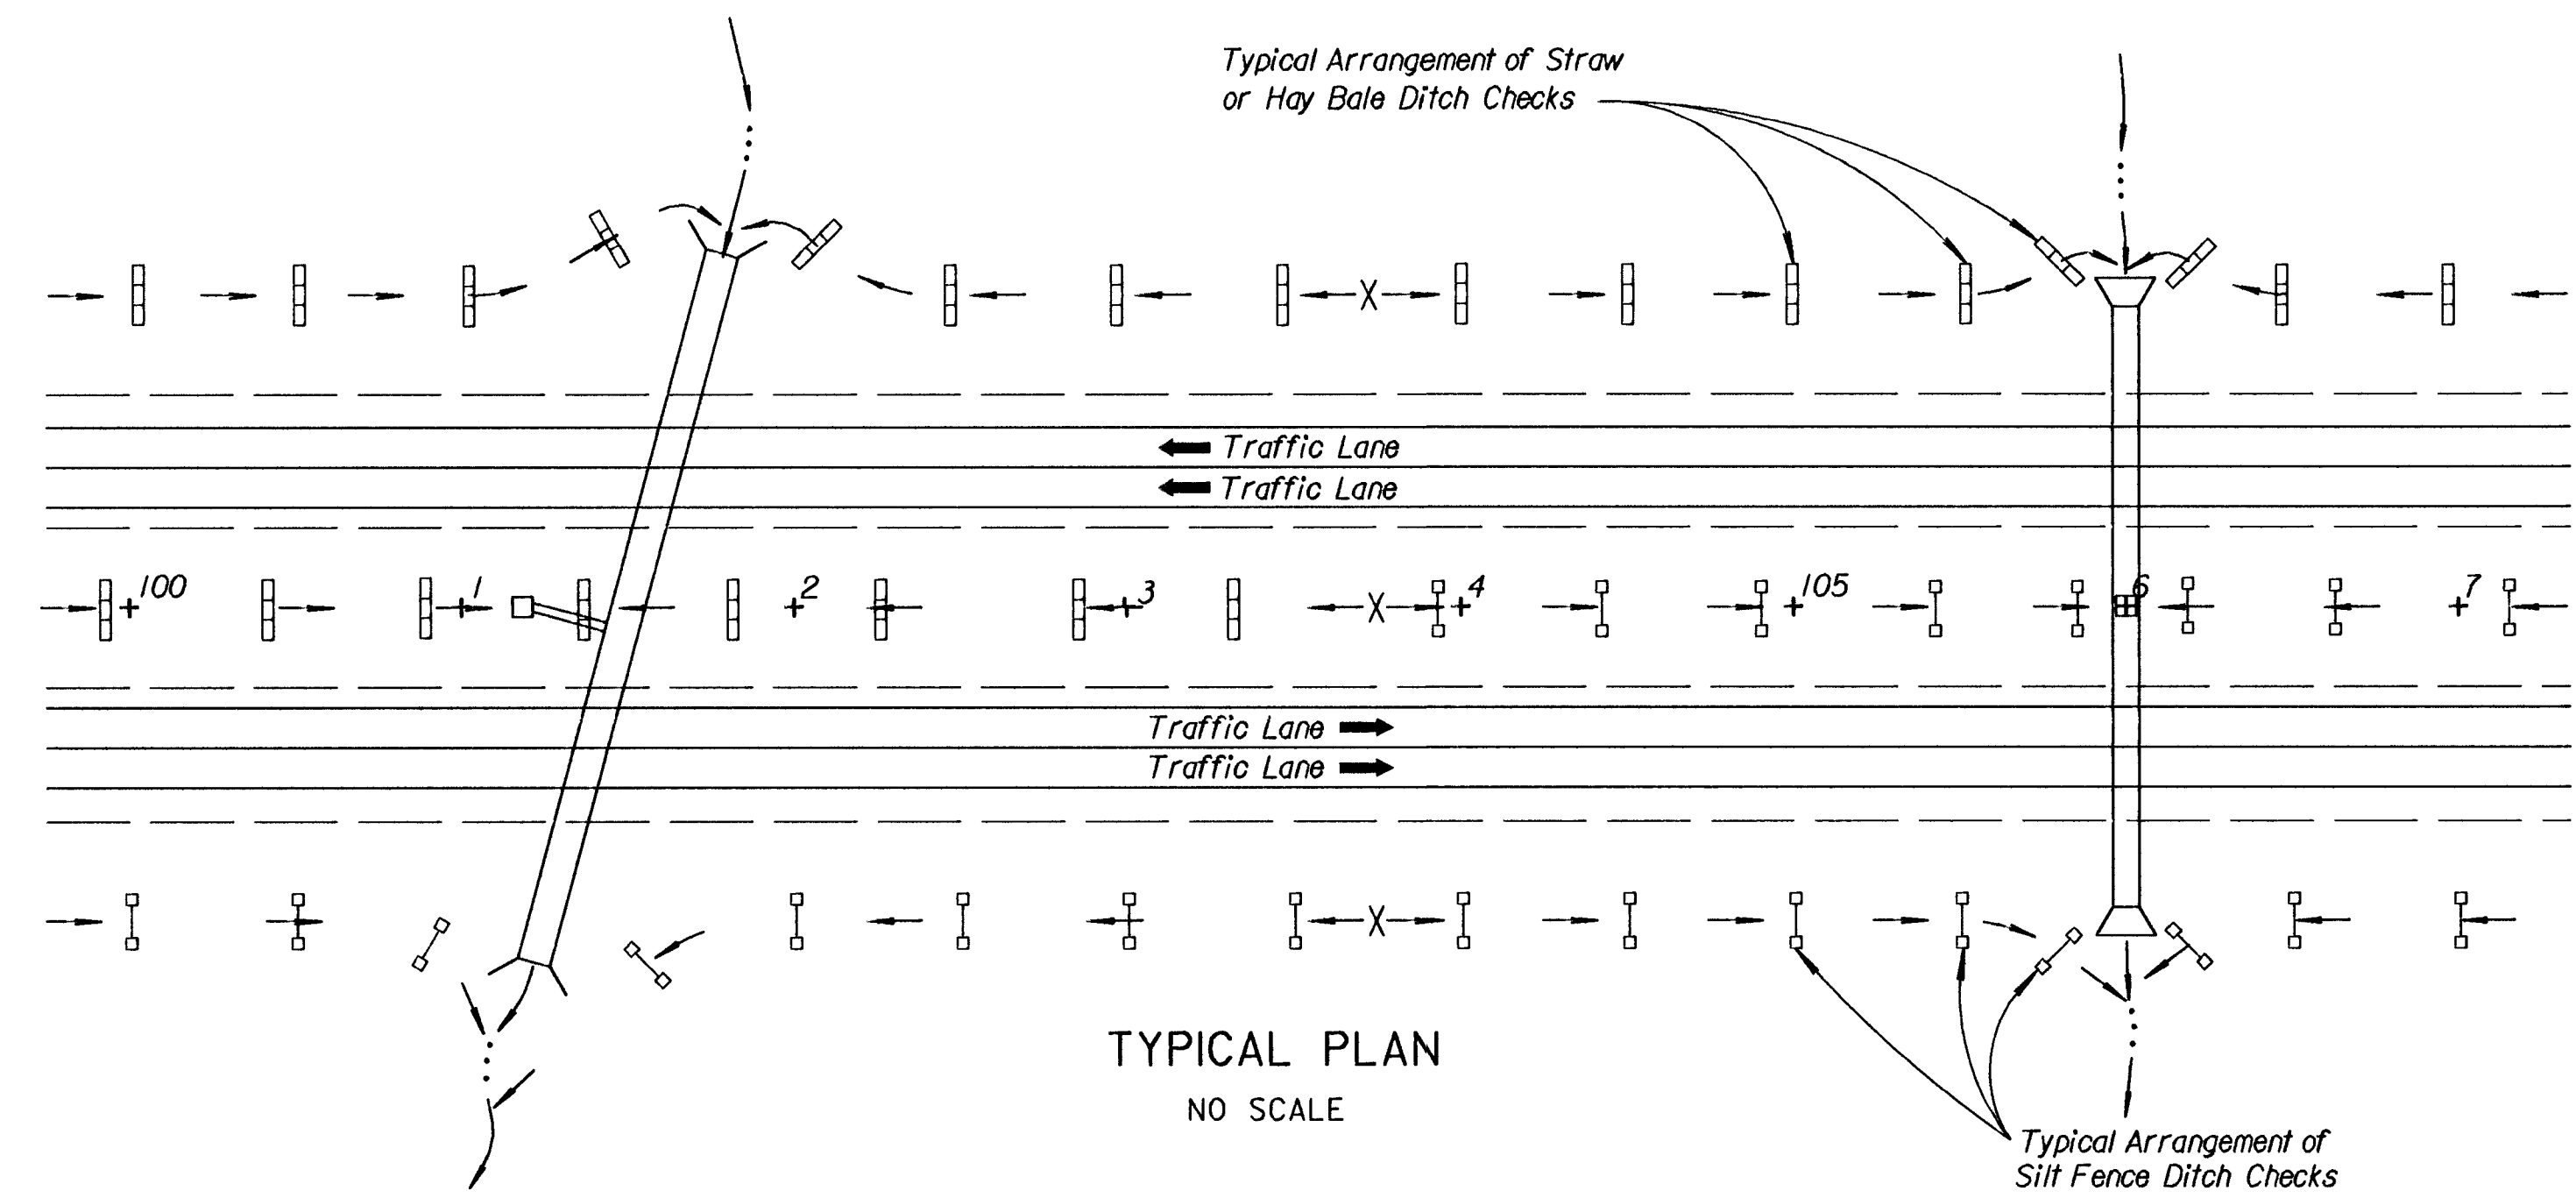 Typical Arrangement of Straw
or Hay Bale Ditch Checks
X
Traffic Lane
Traffic Lane
100
1
2
3
X
4
105
6
7
Traffic Lane
Traffic Lane
X
TYPICAL PLAN
NO SCALE
Typical Arrangement of
Silt Fence Ditch Checks